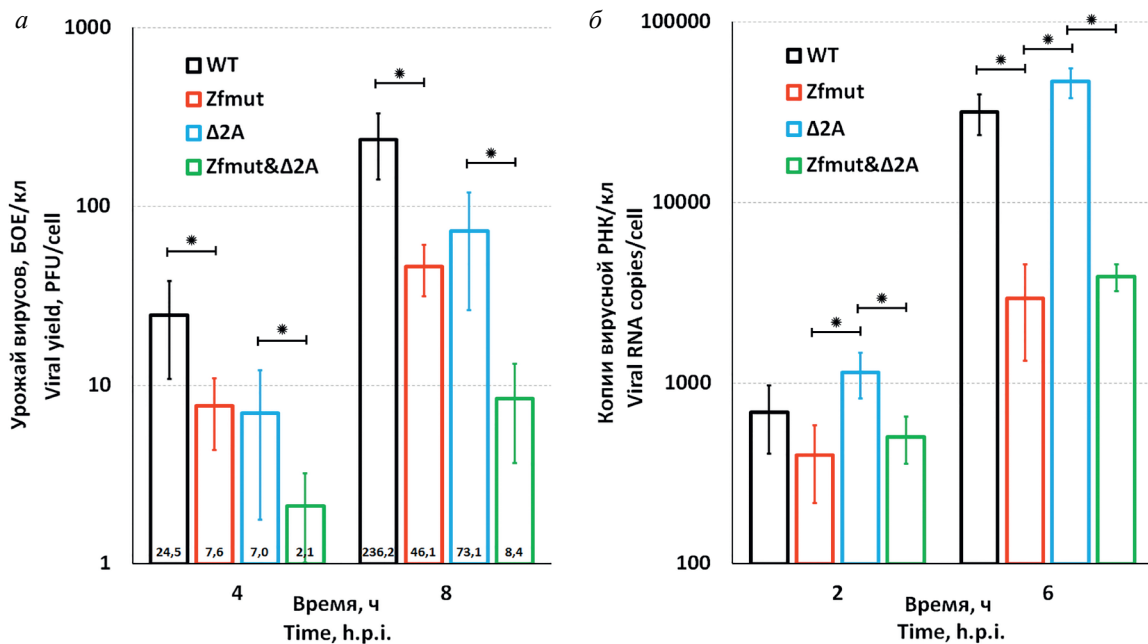 а
Урожай вирусов, БОЕ/кл
Viral yield, PFU/cell
1000
100
10
1
WT
Zfmut
Δ2A
Zfmut&Δ2A
*
*
*
*
24,5
7,6
7,0
2,1
236,2
46,1
73,1
8,4
4
8
Время, ч
Time, h.p.i.
б
Копии вирусной РНК/кл
Viral RNA copies/cell
100000
10000
1000
100
WT
Zfmut
Δ2A
Zfmut&Δ2A
*
*
*
*
*
2
6
Время, ч
Time, h.p.i.